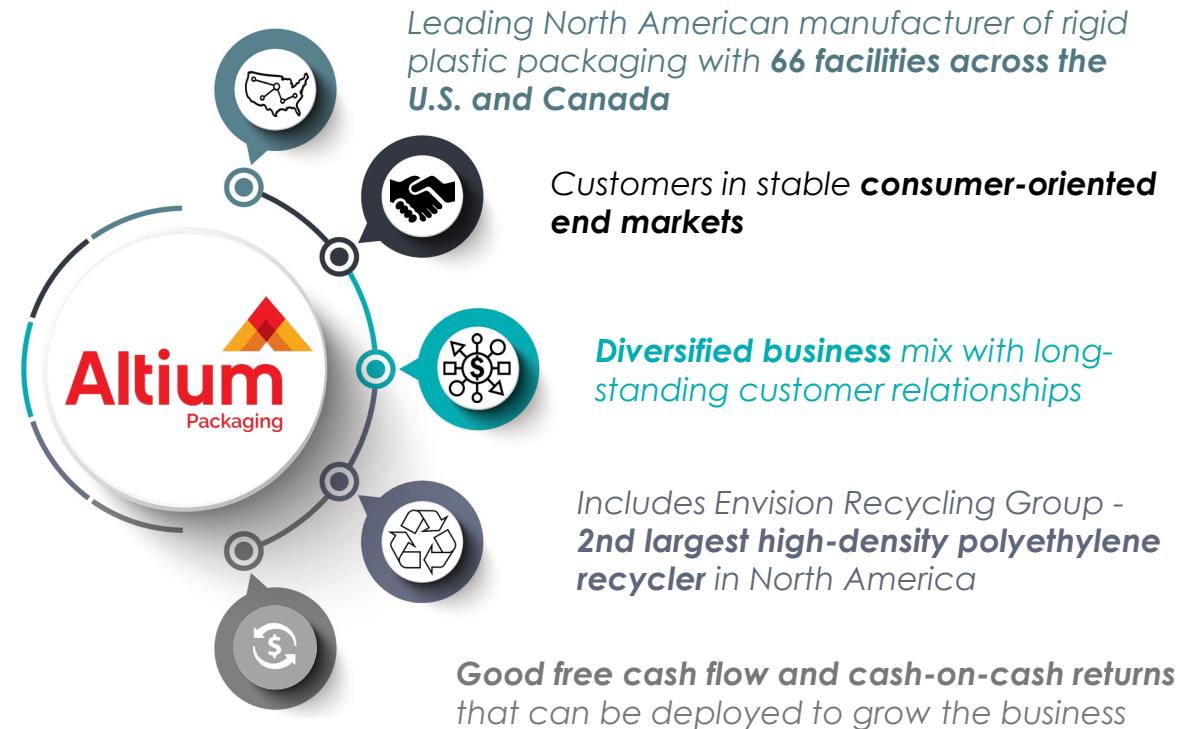 Leading North American manufacturer of rigid
plastic packaging with 66 facilities across the
U.S. and Canada
Customers in stable consumer-oriented
end markets
Altium
Packaging
$
Diversified business mix with long-
standing customer relationships
Includes Envision Recycling Group -
2nd largest high-density polyethylene
recycler in North America
$
Good free cash flow and cash-on-cash returns
that can be deployed to grow the business